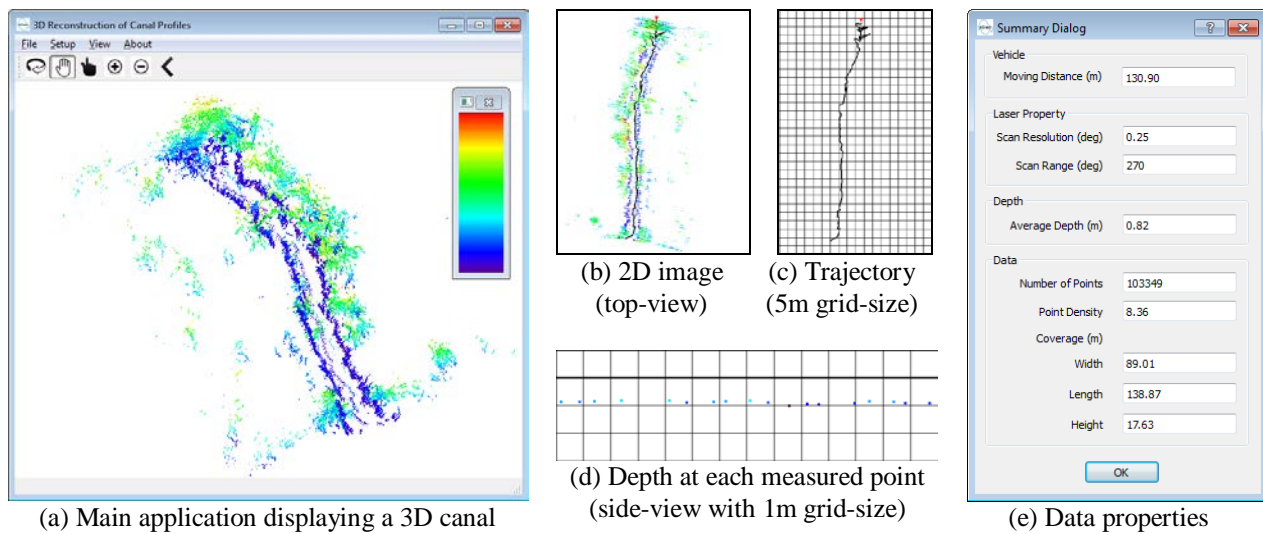 3D Reconstruction of Canal Profiles
File Setup View About
(a) Main application displaying a 3D canal
(b) 2D image
(top-view)
(c) Trajectory
(5m grid-size)
(d) Depth at each measured point
(side-view with 1m grid-size)
Summary Dialog
Vehicle
Moving Distance (m) 130.90
Laser Property
Scan Resolution (deg) 0.25
Scan Range (deg) 270
Depth
Average Depth (m) 0.82
Data
Number of Points 103349
Point Density 8.36
Coverage (m)
Width 89.01
Length 138.87
Height 17.63
OK
(e) Data properties